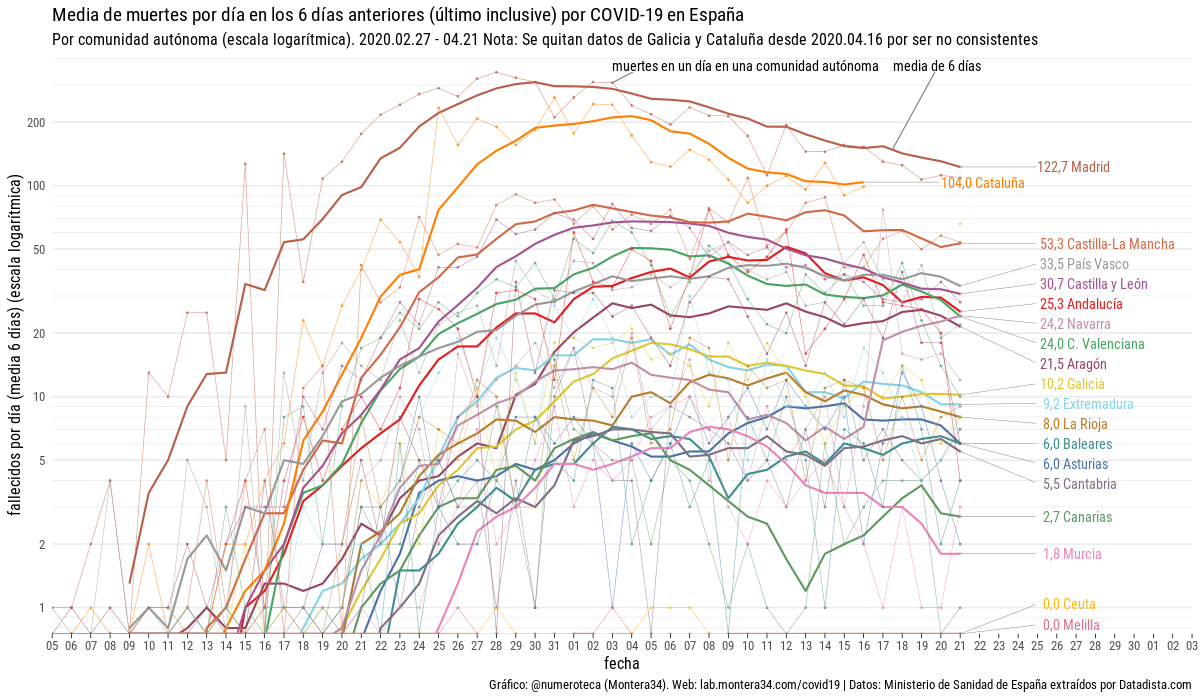 Media de muertes por día en los 6 días anteriores (último inclusive) por COVID-19 en España
Por comunidad autónoma (escala logarítmica). 2020.02.27 - 04.21 Nota: Se quitan datos de Galicia y Cataluña desde 2020.04.16 por ser no consistentes
muertes en un día en una comunidad autónoma media de 6 días
fallecidos por día (media 6 días) (escala logarítmica)
200
100
50
20
10
5
2
1
122,7 Madrid
104,0 Cataluña
53,3 Castilla-La Mancha
33,5 País Vasco
30,7 Castilla y León
25,3 Andalucía
24,2 Navarra
24,0 C. Valenciana
21,5 Aragón
10,2 Galicia
9,2 Extremadura
8,0 La Rioja
6,0 Baleares
6,0 Asturias
5,5 Cantabria
2,7 Canarias
1,8 Murcia
0,0 Ceuta
0,0 Melilla
05 06 07 08 09 10 11 12 13 14 15 16 17 18 19 20 21 22 23 24 25 26 27 28 29 30 31 01 02 03 04 05 06 07 08 09 10 11 12 13 14 15 16 17 18 19 20 21 22 23 24 25 26 27 28 29 30 01 02 03
fecha
Gráfico: @numeroteca (Montera34). Web: lab.montera34.com/covid19 | Datos: Ministerio de Sanidad de España extraídos por Datadista.com